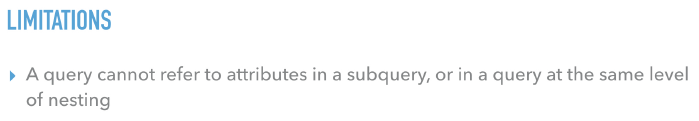 LIMITATIONS
A query cannot refer to attributes in a subquery, or in a query at the same level
of nesting